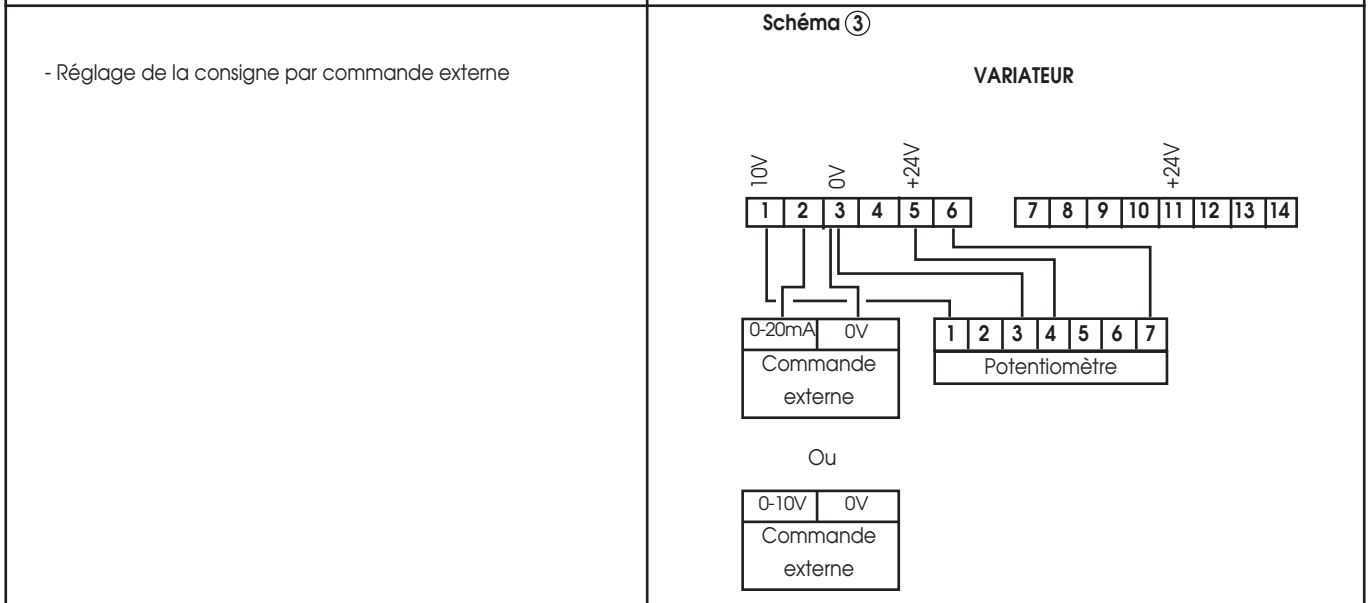 Schéma 3
- Réglage de la consigne par commande externe
VARIATEUR
10V 0V +24V +24V
1 2 3 4 5 6 7 8 9 10 11 12 13 14
0-20mA 0V 1 2 3 4 5 6 7
Commande Potentiomètre
externe
Ou
0-10V 0V
Commande
externe